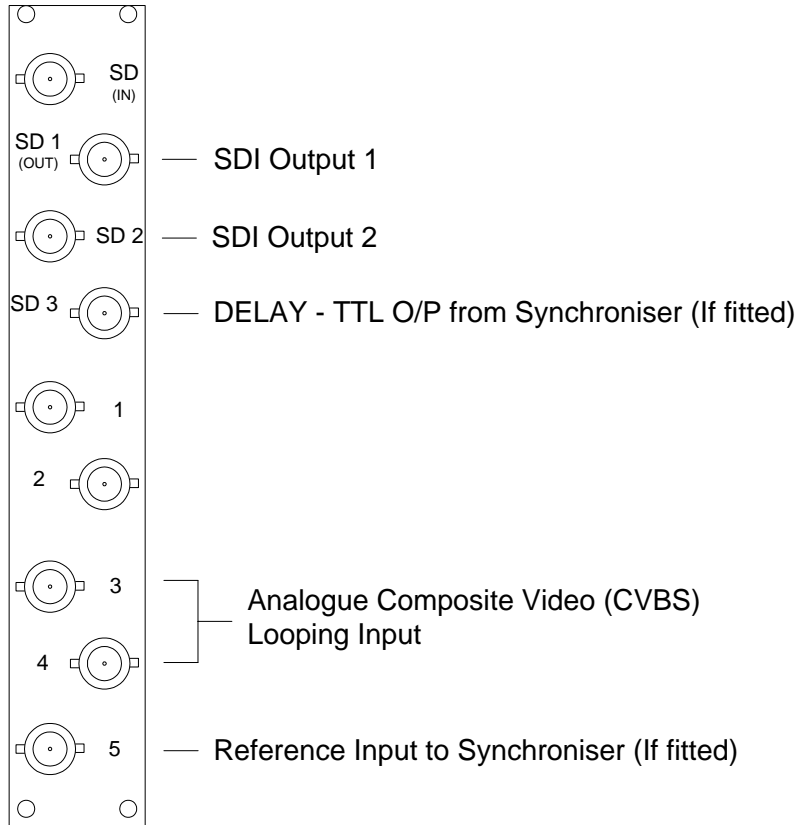 SD
(IN)
SD 1
(OUT)
SDI Output 1
SD 2
SDI Output 2
SD 3
DELAY - TTL O/P from Synchroniser (If fitted)
1
2
3
Analogue Composite Video (CVBS)
Looping Input
4
5
Reference Input to Synchroniser (If fitted)